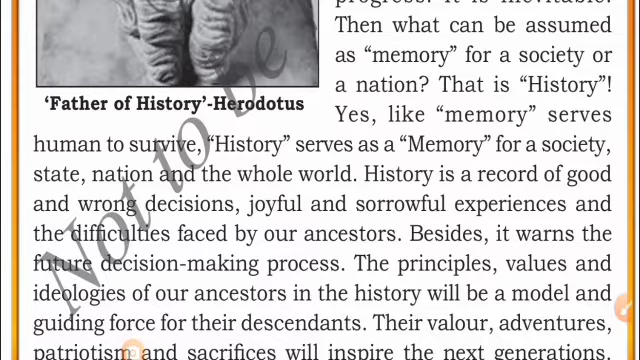 progress. It is inevitable.
Then what can be assumed
as “memory” for a society or
a nation? That is “History”!
‘Father of History’-Herodotus
Yes, like “memory” serves
human to survive, “History” serves as a “Memory” for a society,
state, nation and the whole world. History is a record of good
and wrong decisions, joyful and sorrowful experiences and
the difficulties faced by our ancestors. Besides, it warns the
future decision-making process. The principles, values and
ideologies of our ancestors in the history will be a model and
guiding force for their descendants. Their valour, adventures,
patriotism and sacrifices will inspire the next generations.
Not to be